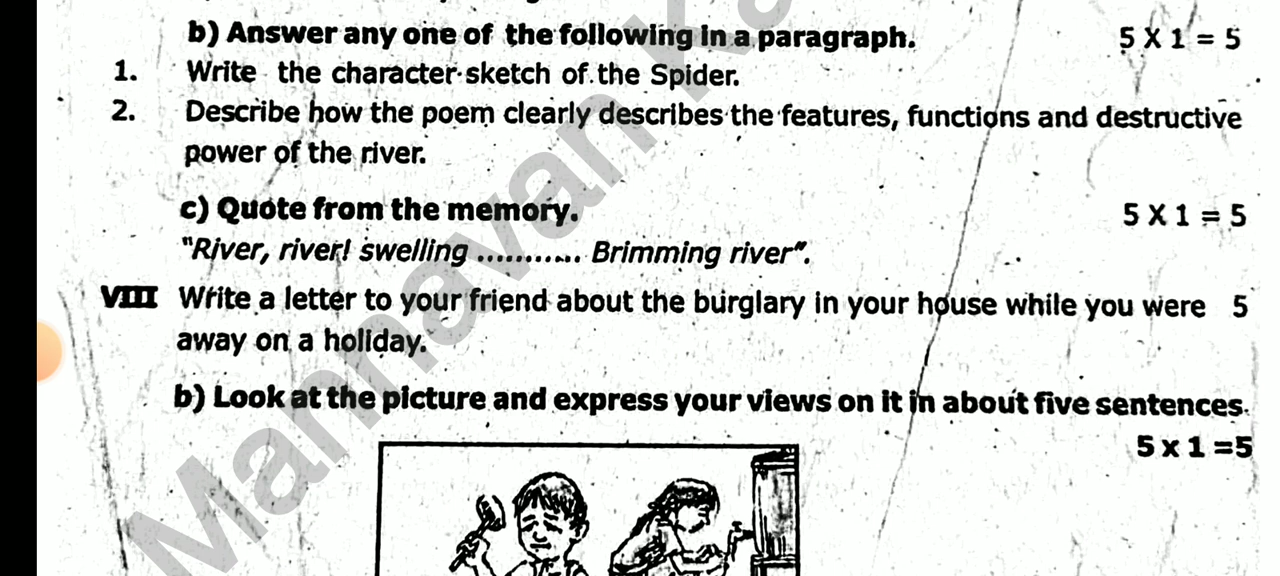 b) Answer any one of the following in a paragraph. 5 X 1 = 5
1. Write the character sketch of the Spider.
2. Describe how the poem clearly describes the features, functions and destructive
power of the river.
c) Quote from the memory. 5 X 1 = 5
"River, river! swelling ........... Brimming river".
VIII Write a letter to your friend about the burglary in your house while you were 5
away on a holiday.
b) Look at the picture and express your views on it in about five sentences.
5 x 1 =5
Mannavan